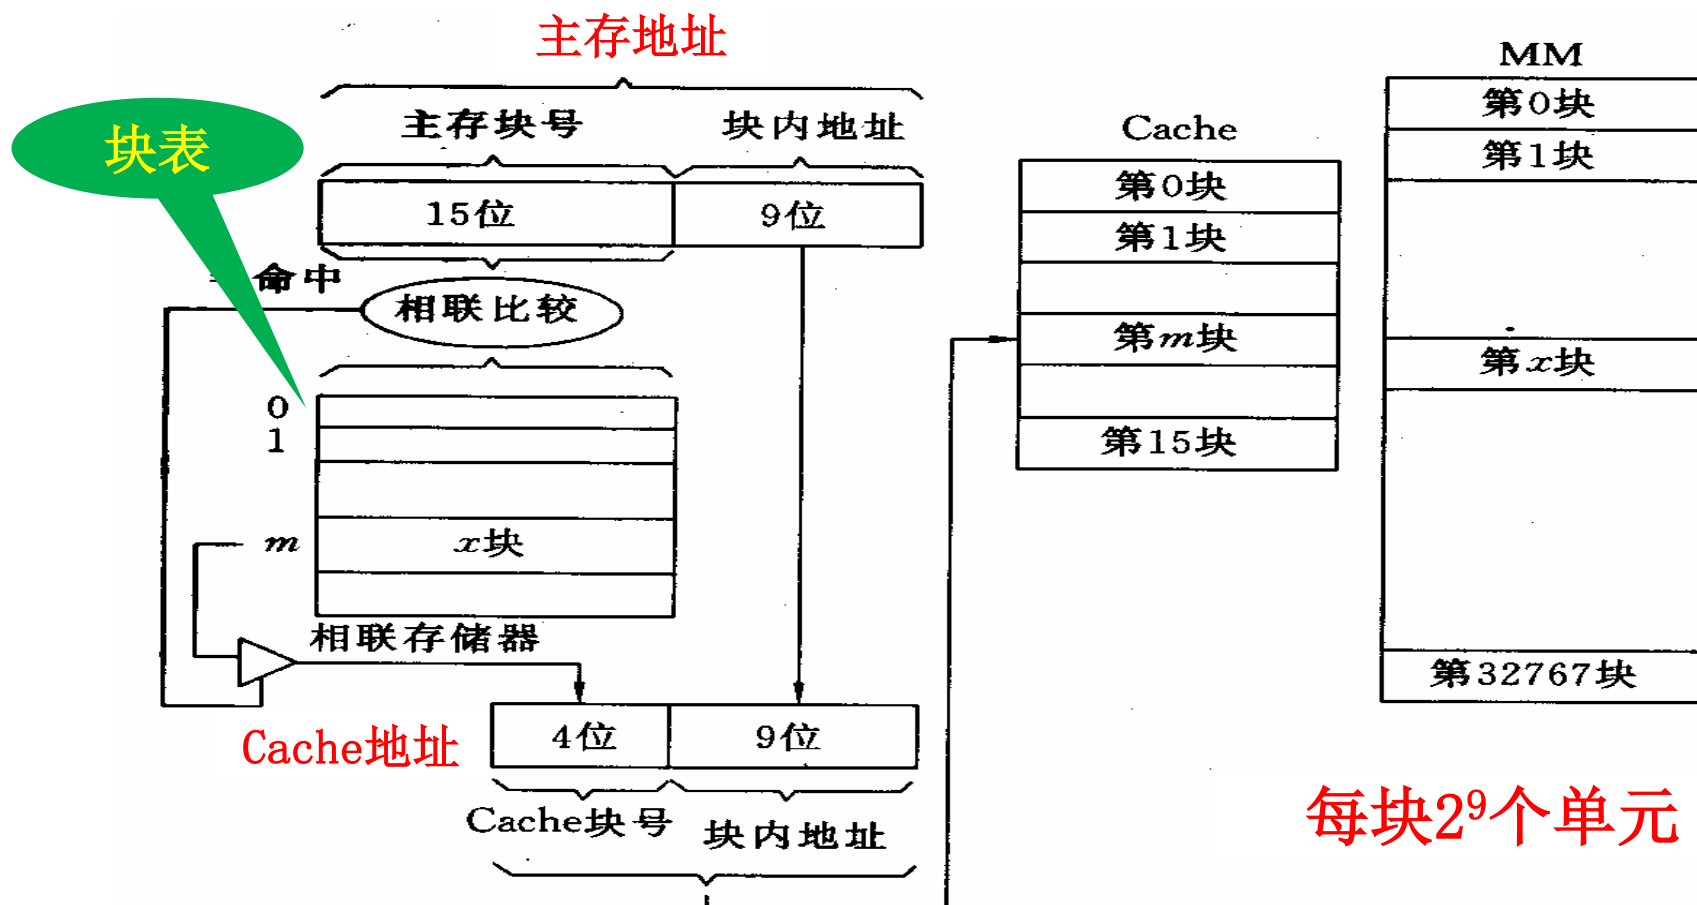 主存地址
块表
主存块号
块内地址
15位
9位
命中
相联比较
0
1
m
x块
相联存储器
Cache地址
4位
9位
Cache块号
块内地址
Cache
第0块
第1块
第m块
第15块
MM
第0块
第1块
第x块
第32767块
每块2⁹个单元